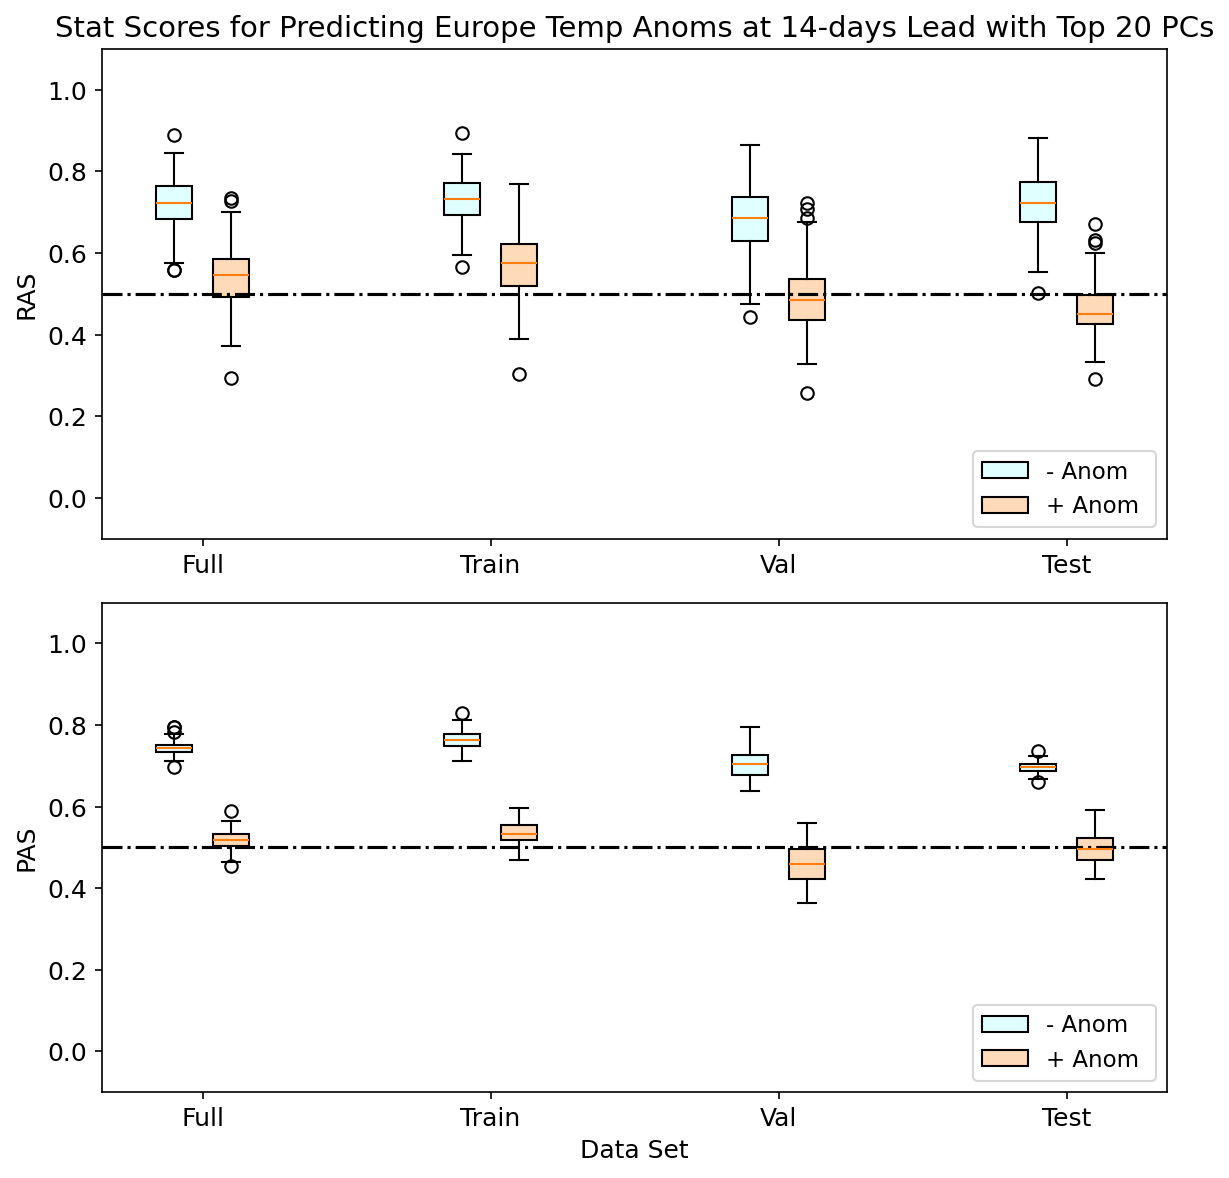 Stat Scores for Predicting Europe Temp Anoms at 14-days Lead with Top 20 PCs
1.0
0.8
0.6
0.4
0.2
0.0
RAS
- Anom
+ Anom
Full Train Val Test
1.0
0.8
0.6
0.4
0.2
0.0
PAS
- Anom
+ Anom
Full Train Val Test
Data Set